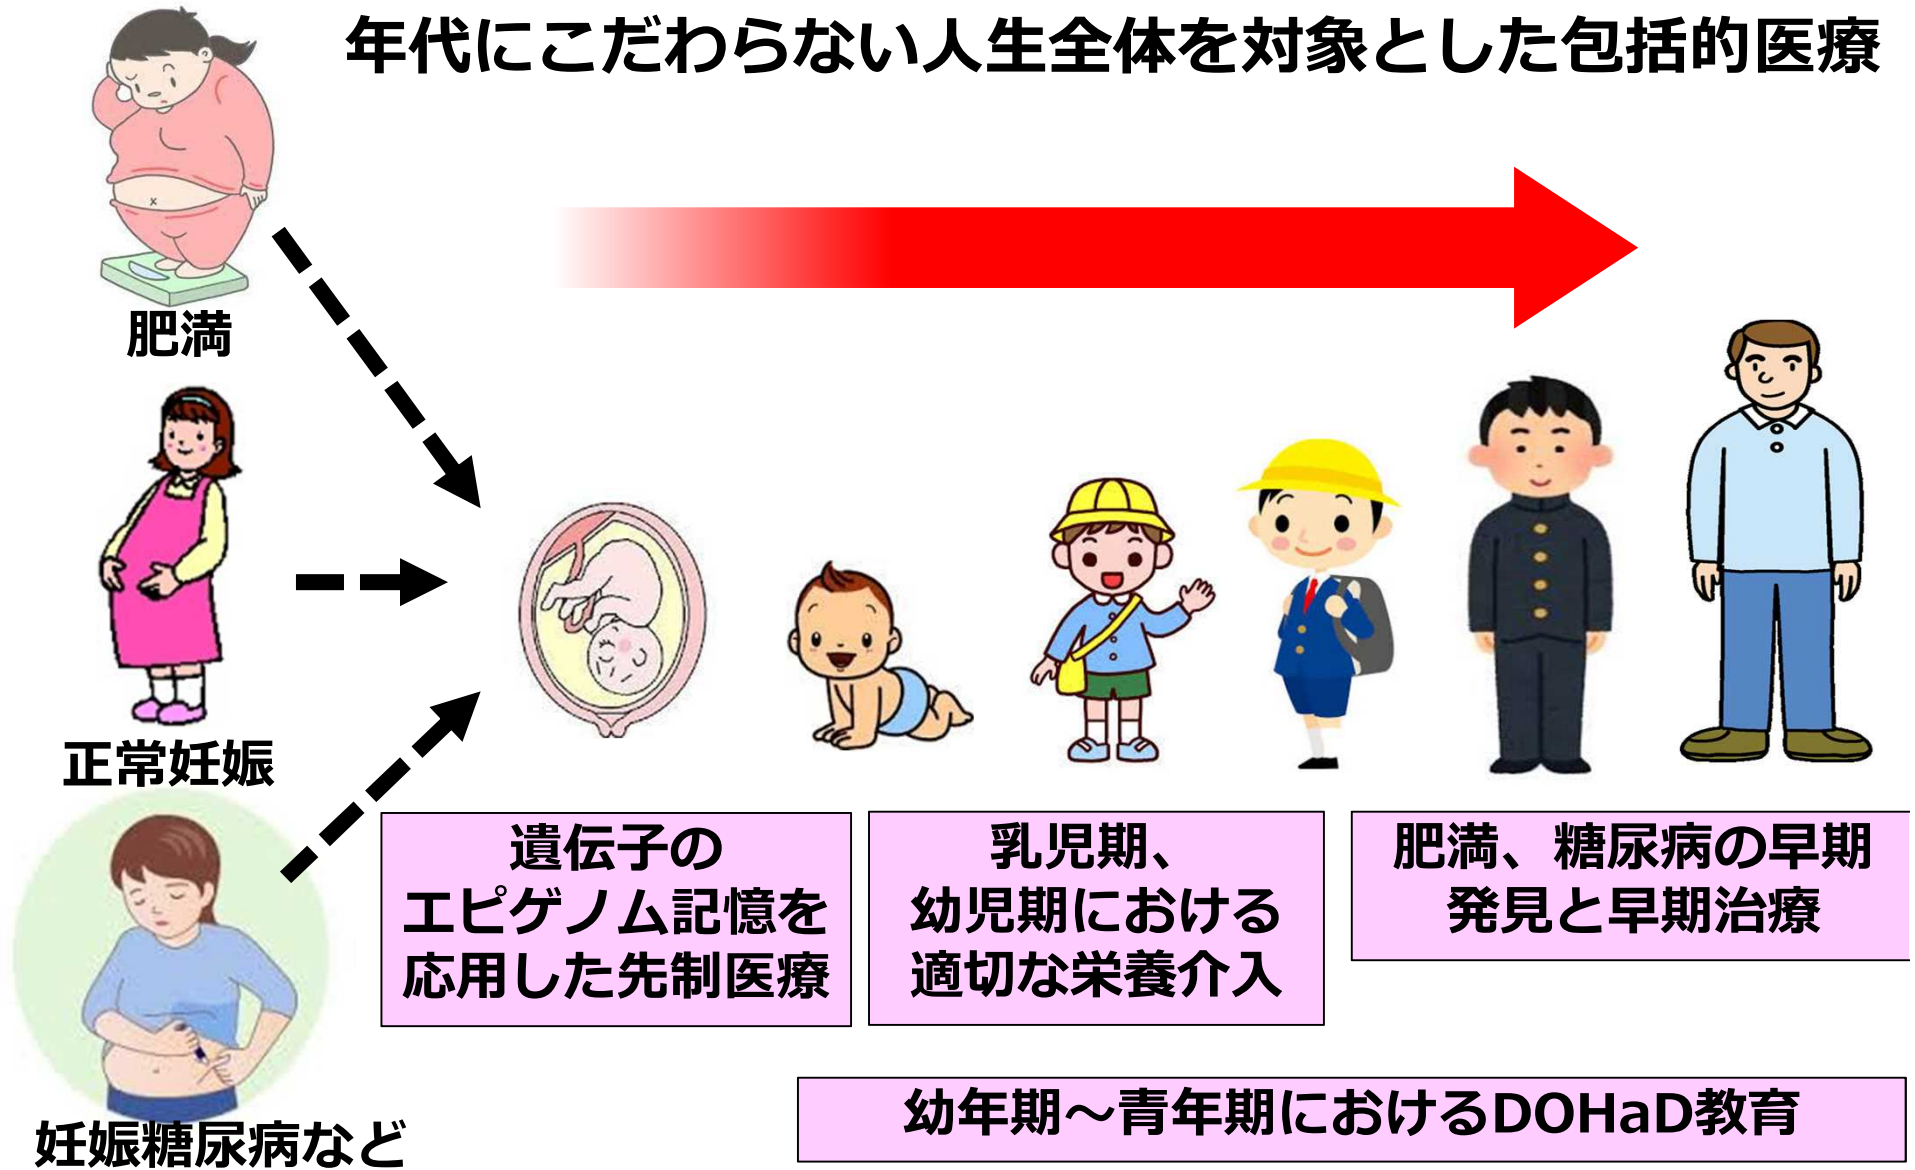 年代にこだわらない人生全体を対象とした包括的医療
肥満
正常妊娠
妊娠糖尿病など
遺伝子の
エピゲノム記憶を
応用した先制医療
乳児期、
幼児期における
適切な栄養介入
肥満、糖尿病の早期
発見と早期治療
幼年期～青年期におけるDOHaD教育